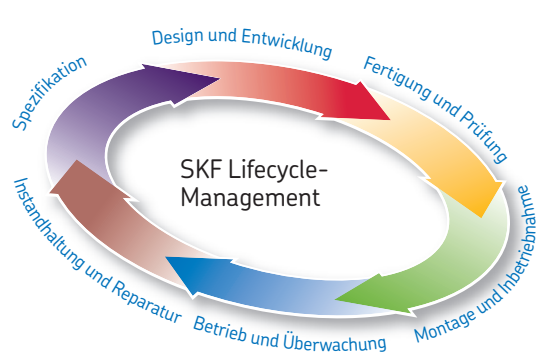 Design und Entwicklung
Fertigung und Prüfung
Spezifikation
SKF Lifecycle-
Management
Montage und Inbetriebnahme
Instandhaltung und Reparatur
Betrieb und Überwachung